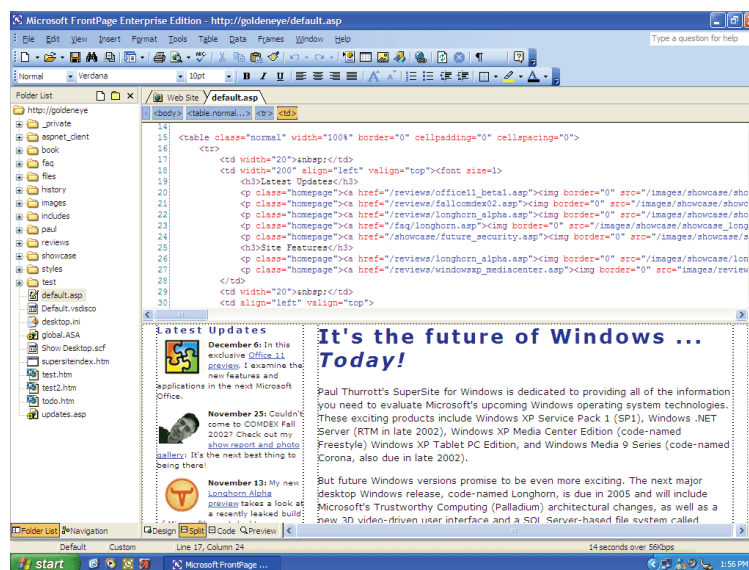 Microsoft FrontPage Enterprise Edition - http://goldeneye/default.asp
File Edit View Insert Format Tools Table Data Frames Window Help Type a question for help
Normal Verdana 10pt B I U A A A
Folder List Web Site default.asp
http://goldeneye <body> <table.normal...> <tr> <td>
_private
aspnet_client
book
faq
files
history
images
includes
paul
reviews
showcase
styles
test
default.asp
Default.vsdisco
desktop.ini
global.ASA
Show Desktop.scf
supersiteindex.htm
test.htm
test2.htm
todo.htm
updates.asp
14
15 <table class="normal" width="100%" border="0" cellpadding="0" cellspacing="0">
16 <tr>
17 <td width="20">&nbsp;</td>
18 <td width="200" align="left" valign="top"><font size=1>
19 <h3>Latest Updates</h3>
20 <p class="homepage"><a href="/reviews/office11_beta1.asp"><img border="0" src="/images/showcase/sho
21 <p class="homepage"><a href="/reviews/fallcomdex02.asp"><img border="0" src="/images/showcase/show
22 <p class="homepage"><a href="/reviews/longhorn_alpha.asp"><img border="0" src="/images/showcase/sho
23 <p class="homepage"><a href="/faq/longhorn.asp"><img border="0" src="/images/showcase/showcase_long
24 <p class="homepage"><a href="/showcase/future_security.asp"><img border="0" src="/images/showcase/s
25 <h3>Site Features</h3>
26 <p class="homepage"><a href="/reviews/longhorn_alpha.asp"><img border="0" src="/images/showcase/lon
27 <p class="homepage"><a href="/reviews/windowsxp_mediacenter.asp"><img border="0" src="images/review
28 </td>
29 <td width="20">&nbsp;</td>
30 <td align="left" valign="top">
Latest Updates
December 6: In this
exclusive Office 11
preview, I examine the
new features and
applications in the next Microsoft
Office.
November 25: Couldn't
come to COMDEX Fall
2002? Check out my
show report and photo
gallery: It's the next best thing to
being there!
November 13: My new
Longhorn Alpha
preview takes a look at
a recently leaked build
It's the future of Windows ...
Today!
Paul Thurrott's SuperSite for Windows is dedicated to providing all of the information
you need to evaluate Microsoft's upcoming Windows operating system technologies.
These exciting products include Windows XP Service Pack 1 (SP1), Windows .NET
Server (RTM in late 2002), Windows XP Media Center Edition (code-named
Freestyle) Windows XP Tablet PC Edition, and Windows Media 9 Series (code-named
Corona, also due in late 2002).
But future Windows versions promise to be even more exciting. The next major
desktop Windows release, code-named Longhorn, is due in 2005 and will include
Microsoft's Trustworthy Computing (Palladium) architectural changes, as well as a
new 3D video-driven user interface and a SQL Server-based file system called
Folder List Navigation Design Split Code Preview
Default Custom Line 17, Column 24 14 seconds over 56Kbps
start Microsoft FrontPage ... 1:56 PM